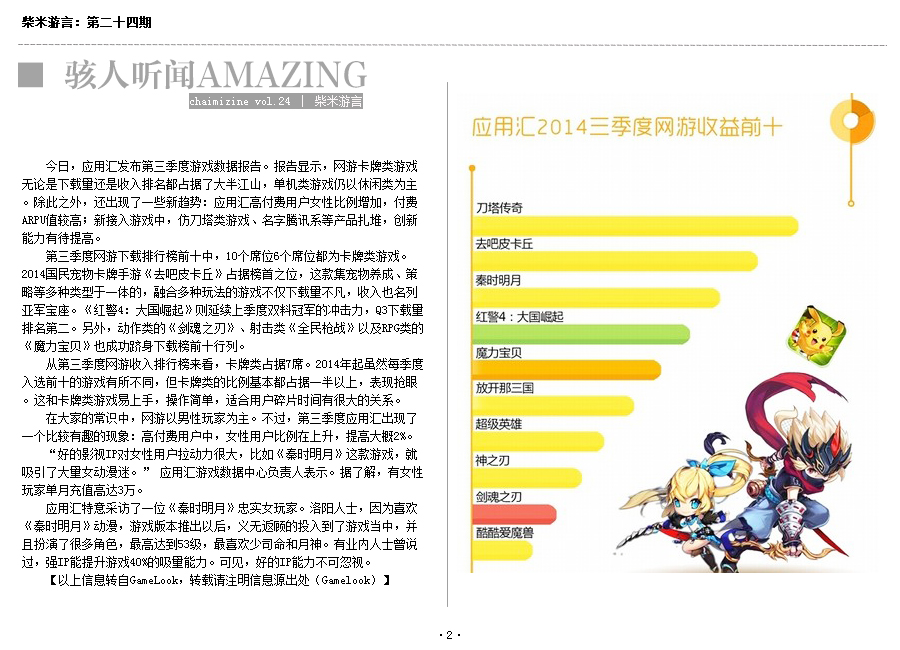 柴米游言：第二十四期
骇人听闻AMAZING
chaimizine vol.24 | 柴米游言
今日，应用汇发布第三季度游戏数据报告。报告显示，网游卡牌类游戏
无论是下载量还是收入排名都占据了大半江山，单机类游戏仍以休闲类为主
。除此之外，还出现了一些新趋势：应用汇高付费用户女性比例增加，付费
ARPU值较高；新接入游戏中，仿刀塔类游戏、名字腾讯系等产品扎堆，创新
能力有待提高。
第三季度网游下载排行榜前十中，10个席位6个席位都为卡牌类游戏。
2014国民宠物卡牌手游《去吧皮卡丘》占据榜首之位，这款集宠物养成、策
略等多种类型于一体的，融合多种玩法的游戏不仅下载量不凡，收入也名列
亚军宝座。《红警4：大国崛起》则延续上季度双料冠军的冲击力，Q3下载量
排名第二。另外，动作类的《剑魂之刃》、射击类《全民枪战》以及RPG类的
《魔力宝贝》也成功跻身下载榜前十行列。
从第三季度网游收入排行榜来看，卡牌类占据7席。2014年起虽然每季度
入选前十的游戏有所不同，但卡牌类的比例基本都占据一半以上，表现抢眼
。这和卡牌类游戏易上手，操作简单，适合用户碎片时间有很大的关系。
在大家的常识中，网游以男性玩家为主。不过，第三季度应用汇出现了
一个比较有趣的现象：高付费用户中，女性用户比例在上升，提高大概2%。
“好的影视IP对女性用户拉动力很大，比如《秦时明月》这款游戏，就
吸引了大量女动漫迷。” 应用汇游戏数据中心负责人表示。据了解，有女性
玩家单月充值高达3万。
应用汇特意采访了一位《秦时明月》忠实女玩家。洛阳人士，因为喜欢
《秦时明月》动漫，游戏版本推出以后，义无返顾的投入到了游戏当中，并
且扮演了很多角色，最高达到53级，最喜欢少司命和月神。有业内人士曾说
过，强IP能提升游戏40%的吸量能力。可见，好的IP能力不可忽视。
【以上信息转自GameLook，转载请注明信息源出处（Gamelook）】
应用汇2014三季度网游收益前十
刀塔传奇
去吧皮卡丘
秦时明月
红警4：大国崛起
魔力宝贝
放开那三国
超级英雄
神之刃
剑魂之刃
酷酷爱魔兽
·2·